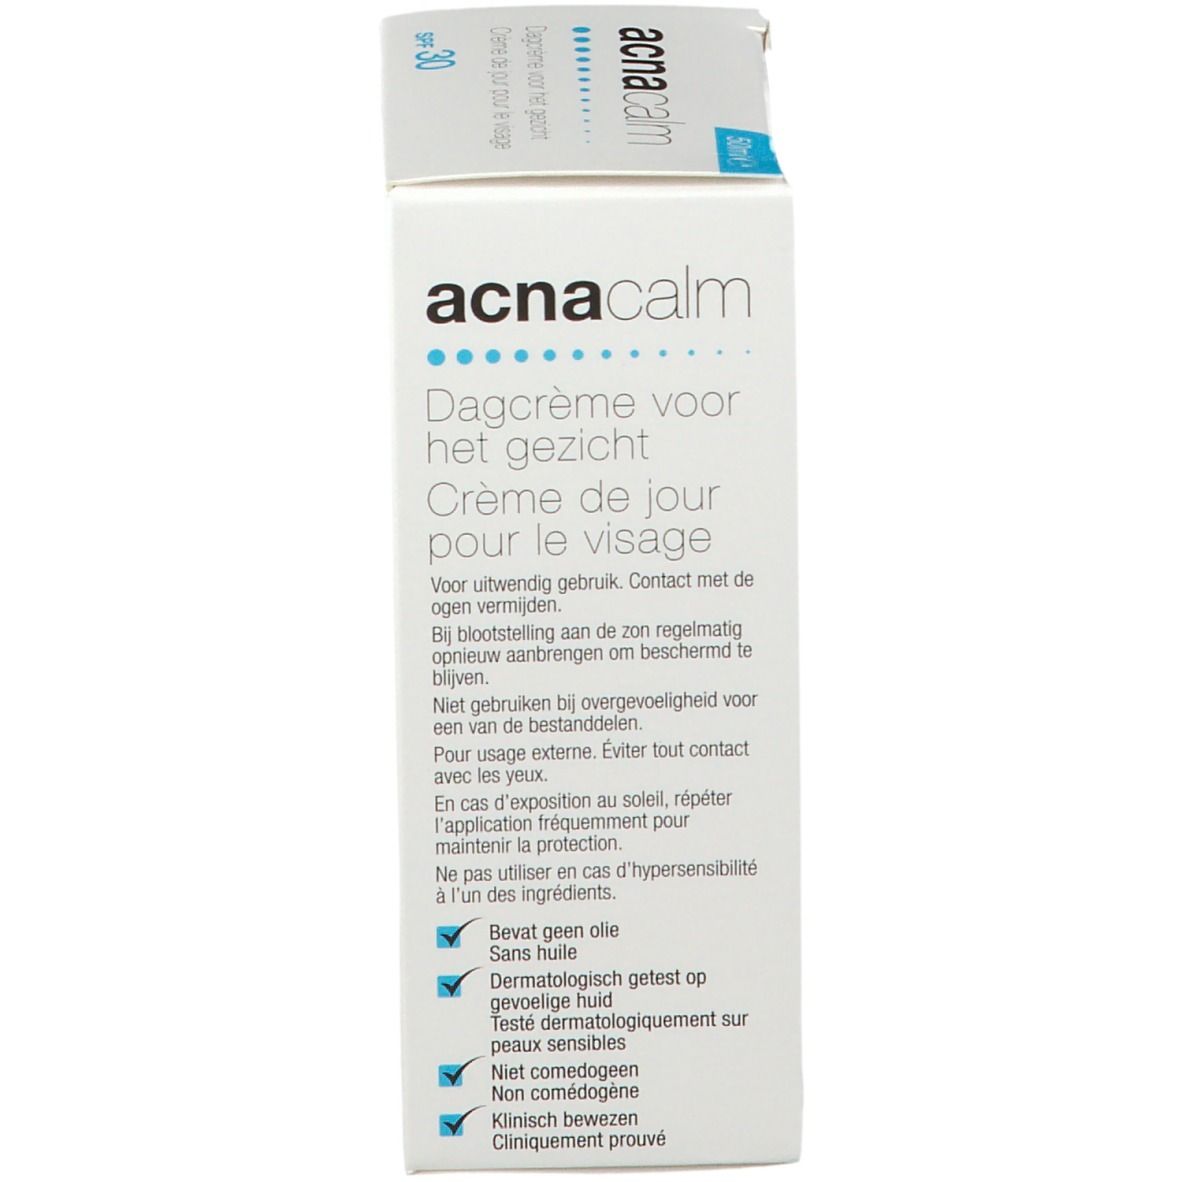 acnacalm
Dagcrème voor het gezicht
Crème de jour pour le visage
SPF 30
50ml
acnacalm
Dagcrème voor
het gezicht
Crème de jour
pour le visage
Voor uitwendig gebruik. Contact met de
ogen vermijden.
Bij blootstelling aan de zon regelmatig
opnieuw aanbrengen om beschermd te
blijven.
Niet gebruiken bij overgevoeligheid voor
een van de bestanddelen.
Pour usage externe. Éviter tout contact
avec les yeux.
En cas d'exposition au soleil, répéter
l'application fréquemment pour
maintenir la protection.
Ne pas utiliser en cas d'hypersensibilité
à l'un des ingrédients.
Bevat geen olie
Sans huile
Dermatologisch getest op
gevoelige huid
Testé dermatologiquement sur
peaux sensibles
Niet comedogeen
Non comédogène
Klinisch bewezen
Cliniquement prouvé